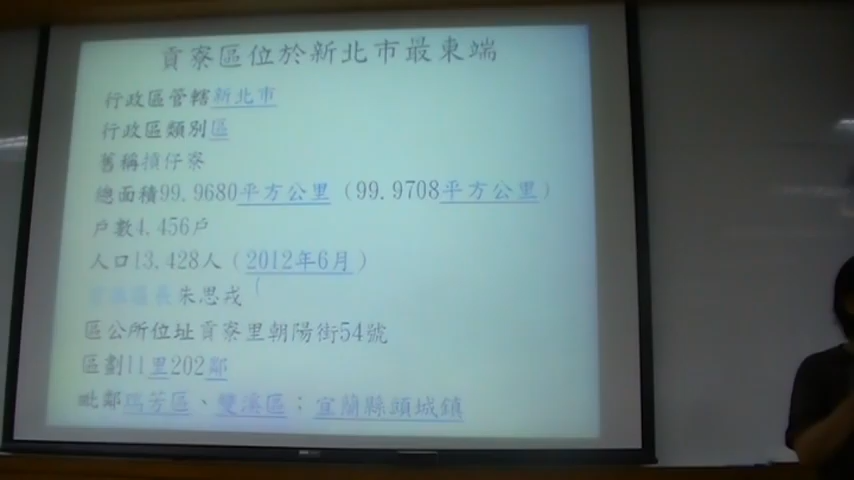 貢寮區位於新北市最東端
行政區管轄新北市
行政區類別區
舊稱摃仔寮
總面積99.9680平方公里（99.9708平方公里）
戶數4,456戶
人口13,428人（2012年6月）
區長朱思戎
區公所位址貢寮里朝陽街54號
區劃11里202鄰
毗鄰瑞芳區、雙溪區；宜蘭縣頭城鎮